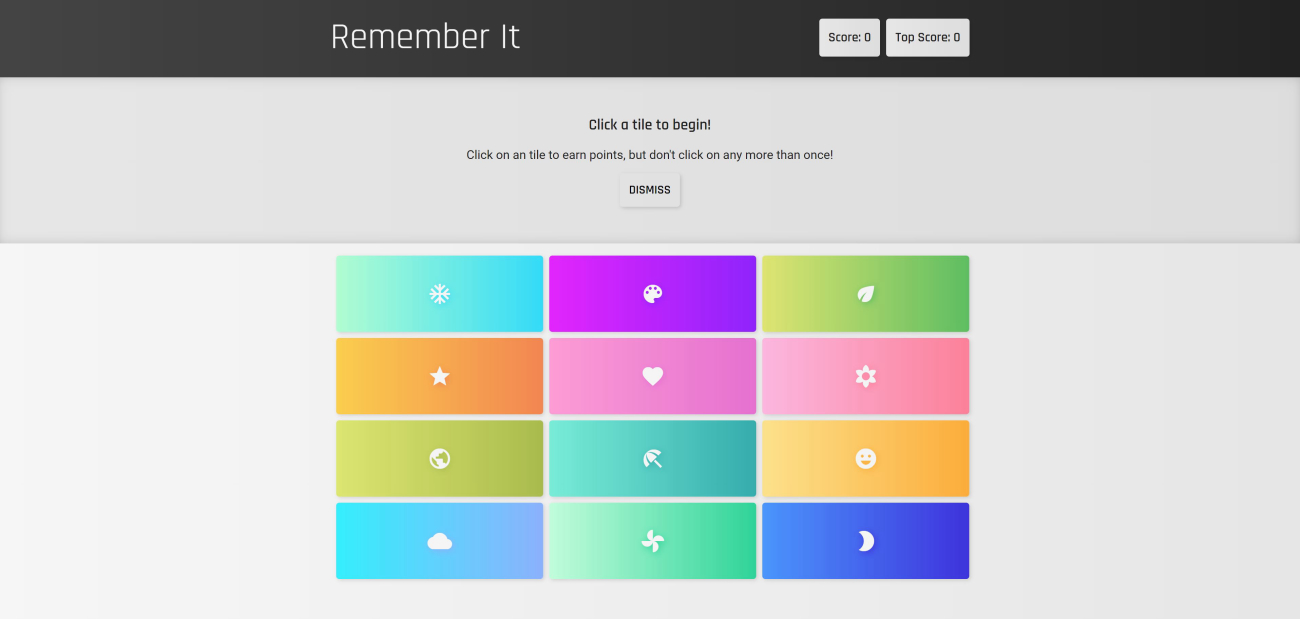 Remember It
Score: 0
Top Score: 0
Click a tile to begin!
Click on an tile to earn points, but don't click on any more than once!
DISMISS